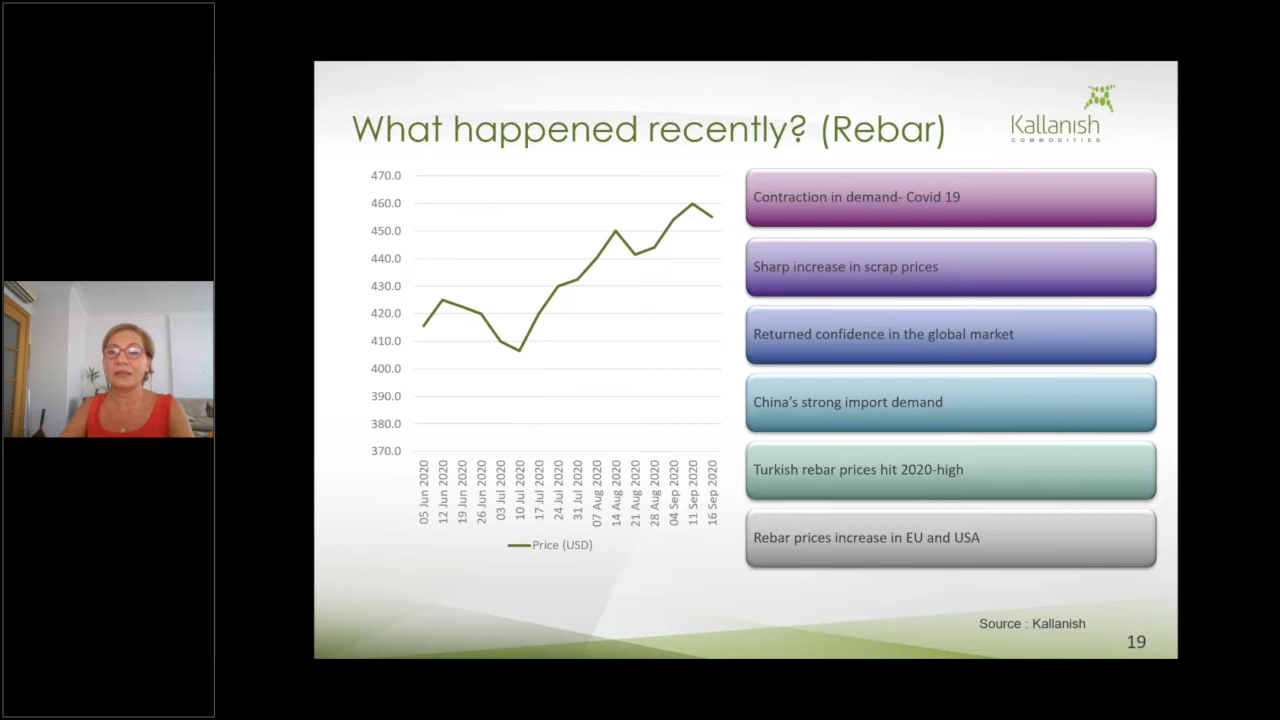 What happened recently? (Rebar)
Kallanish
COMMODITIES
470.0
460.0
450.0
440.0
430.0
420.0
410.0
400.0
390.0
380.0
370.0
05 Jun 2020
12 Jun 2020
19 Jun 2020
26 Jun 2020
03 Jul 2020
10 Jul 2020
17 Jul 2020
24 Jul 2020
31 Jul 2020
07 Aug 2020
14 Aug 2020
21 Aug 2020
28 Aug 2020
04 Sep 2020
11 Sep 2020
16 Sep 2020
Price (USD)
Contraction in demand- Covid 19
Sharp increase in scrap prices
Returned confidence in the global market
China’s strong import demand
Turkish rebar prices hit 2020-high
Rebar prices increase in EU and USA
Source : Kallanish
19